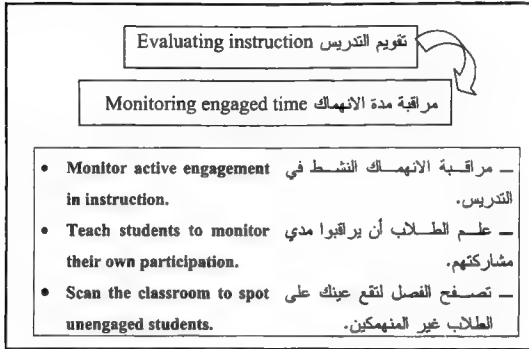 Evaluating instruction تقويم التدريس
Monitoring engaged time مراقبة مدة الانهماك
• Monitor active engagement in instruction.
ــ مراقبة الانهماك النشط في التدريس.
• Teach students to monitor their own participation.
ــ علم الطلاب أن يراقبوا مدي مشاركتهم.
• Scan the classroom to spot unengaged students.
ــ تصفح الفصل لتقع عينك على الطلاب غير المنهمكين.